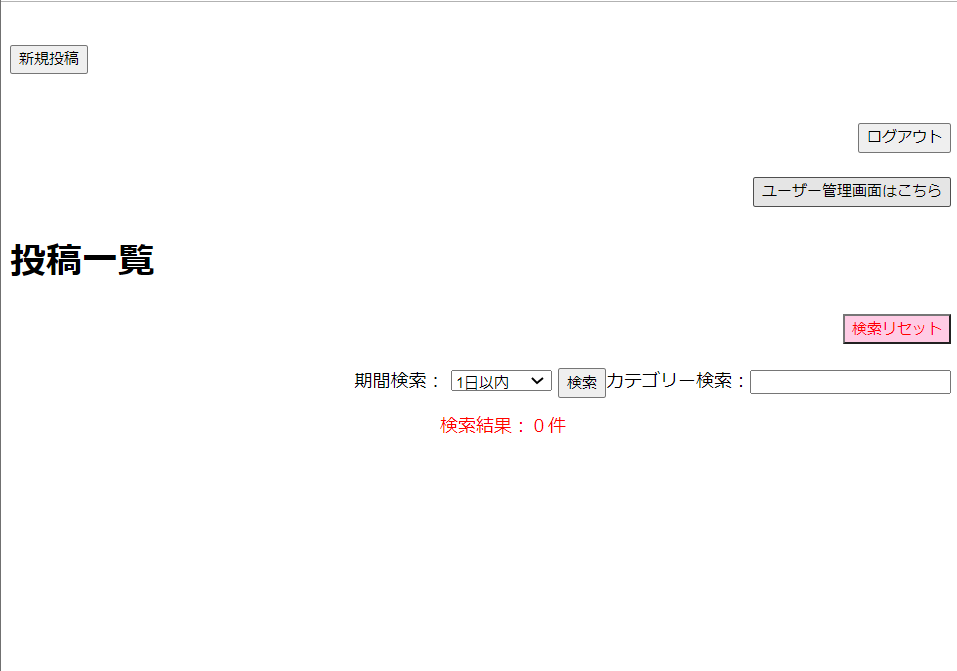 新規投稿
ログアウト
ユーザー管理画面はこちら
投稿一覧
検索リセット
期間検索： 1日以内 検索 カテゴリー検索：
検索結果：０件